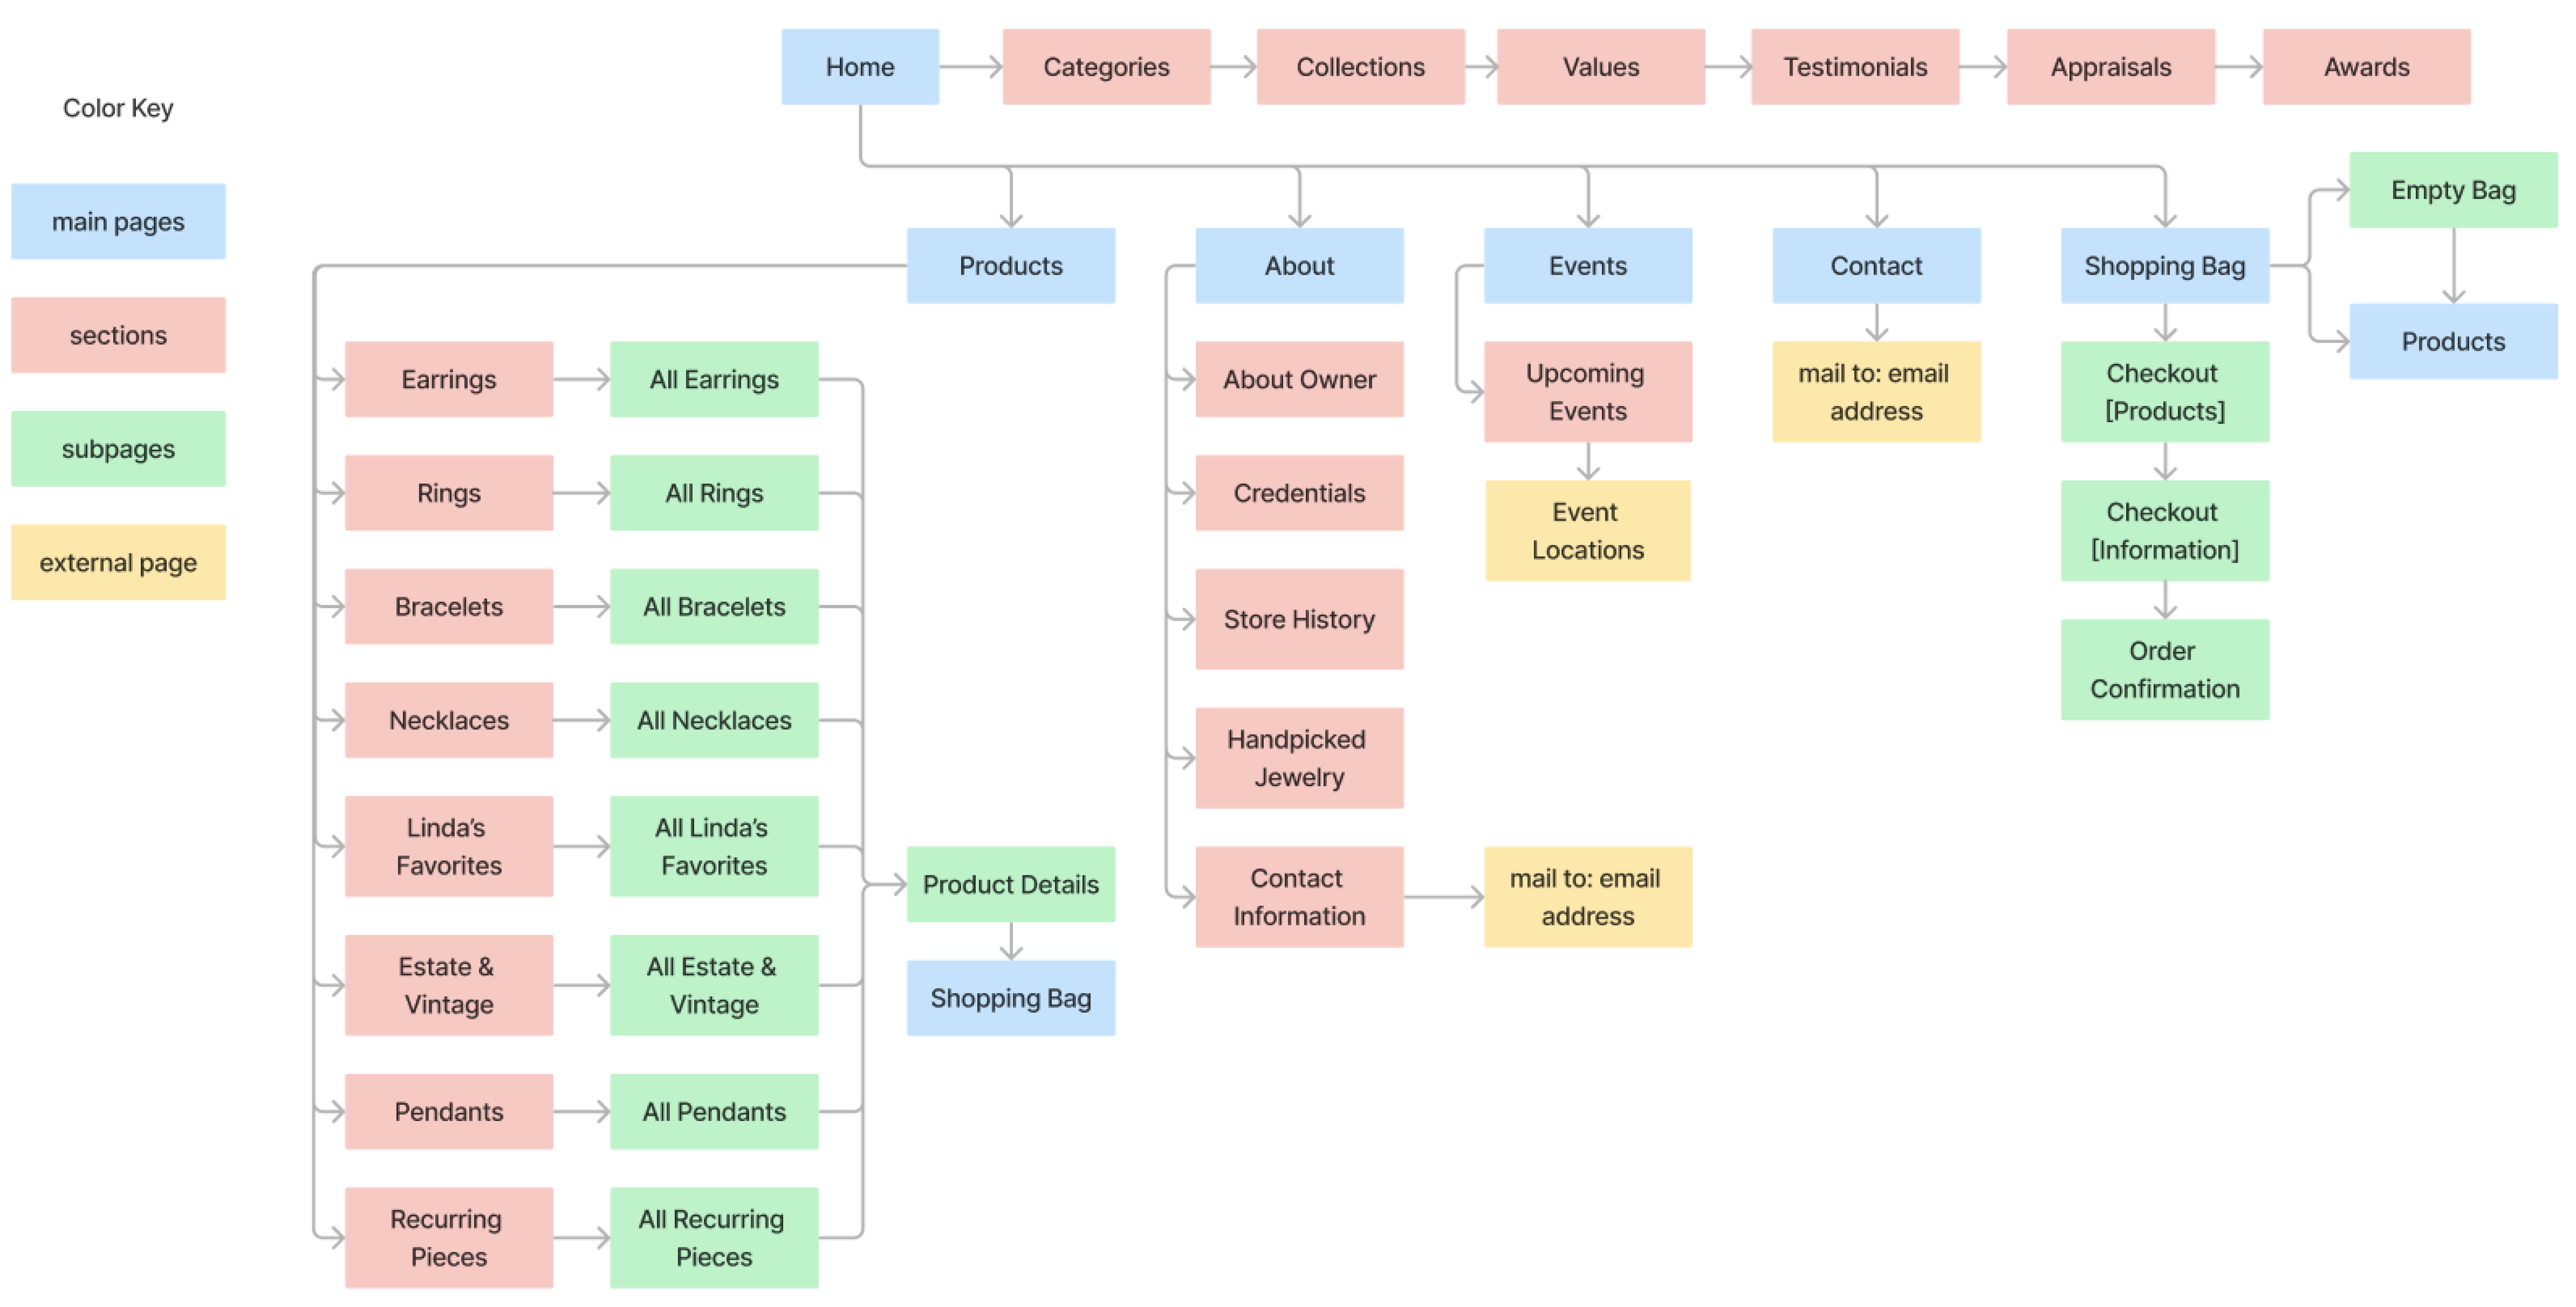 Color Key
main pages
sections
subpages
external page
Home
Categories
Collections
Values
Testimonials
Appraisals
Awards
Products
About
Events
Contact
Shopping Bag
Empty Bag
Products
Earrings
All Earrings
Rings
All Rings
Bracelets
All Bracelets
Necklaces
All Necklaces
Linda’s
Favorites
All Linda’s
Favorites
Estate &
Vintage
All Estate &
Vintage
Pendants
All Pendants
Recurring
Pieces
All Recurring
Pieces
Product Details
Shopping Bag
About Owner
Credentials
Store History
Handpicked
Jewelry
Contact
Information
mail to: email
address
Upcoming
Events
Event
Locations
mail to: email
address
Checkout
[Products]
Checkout
[Information]
Order
Confirmation